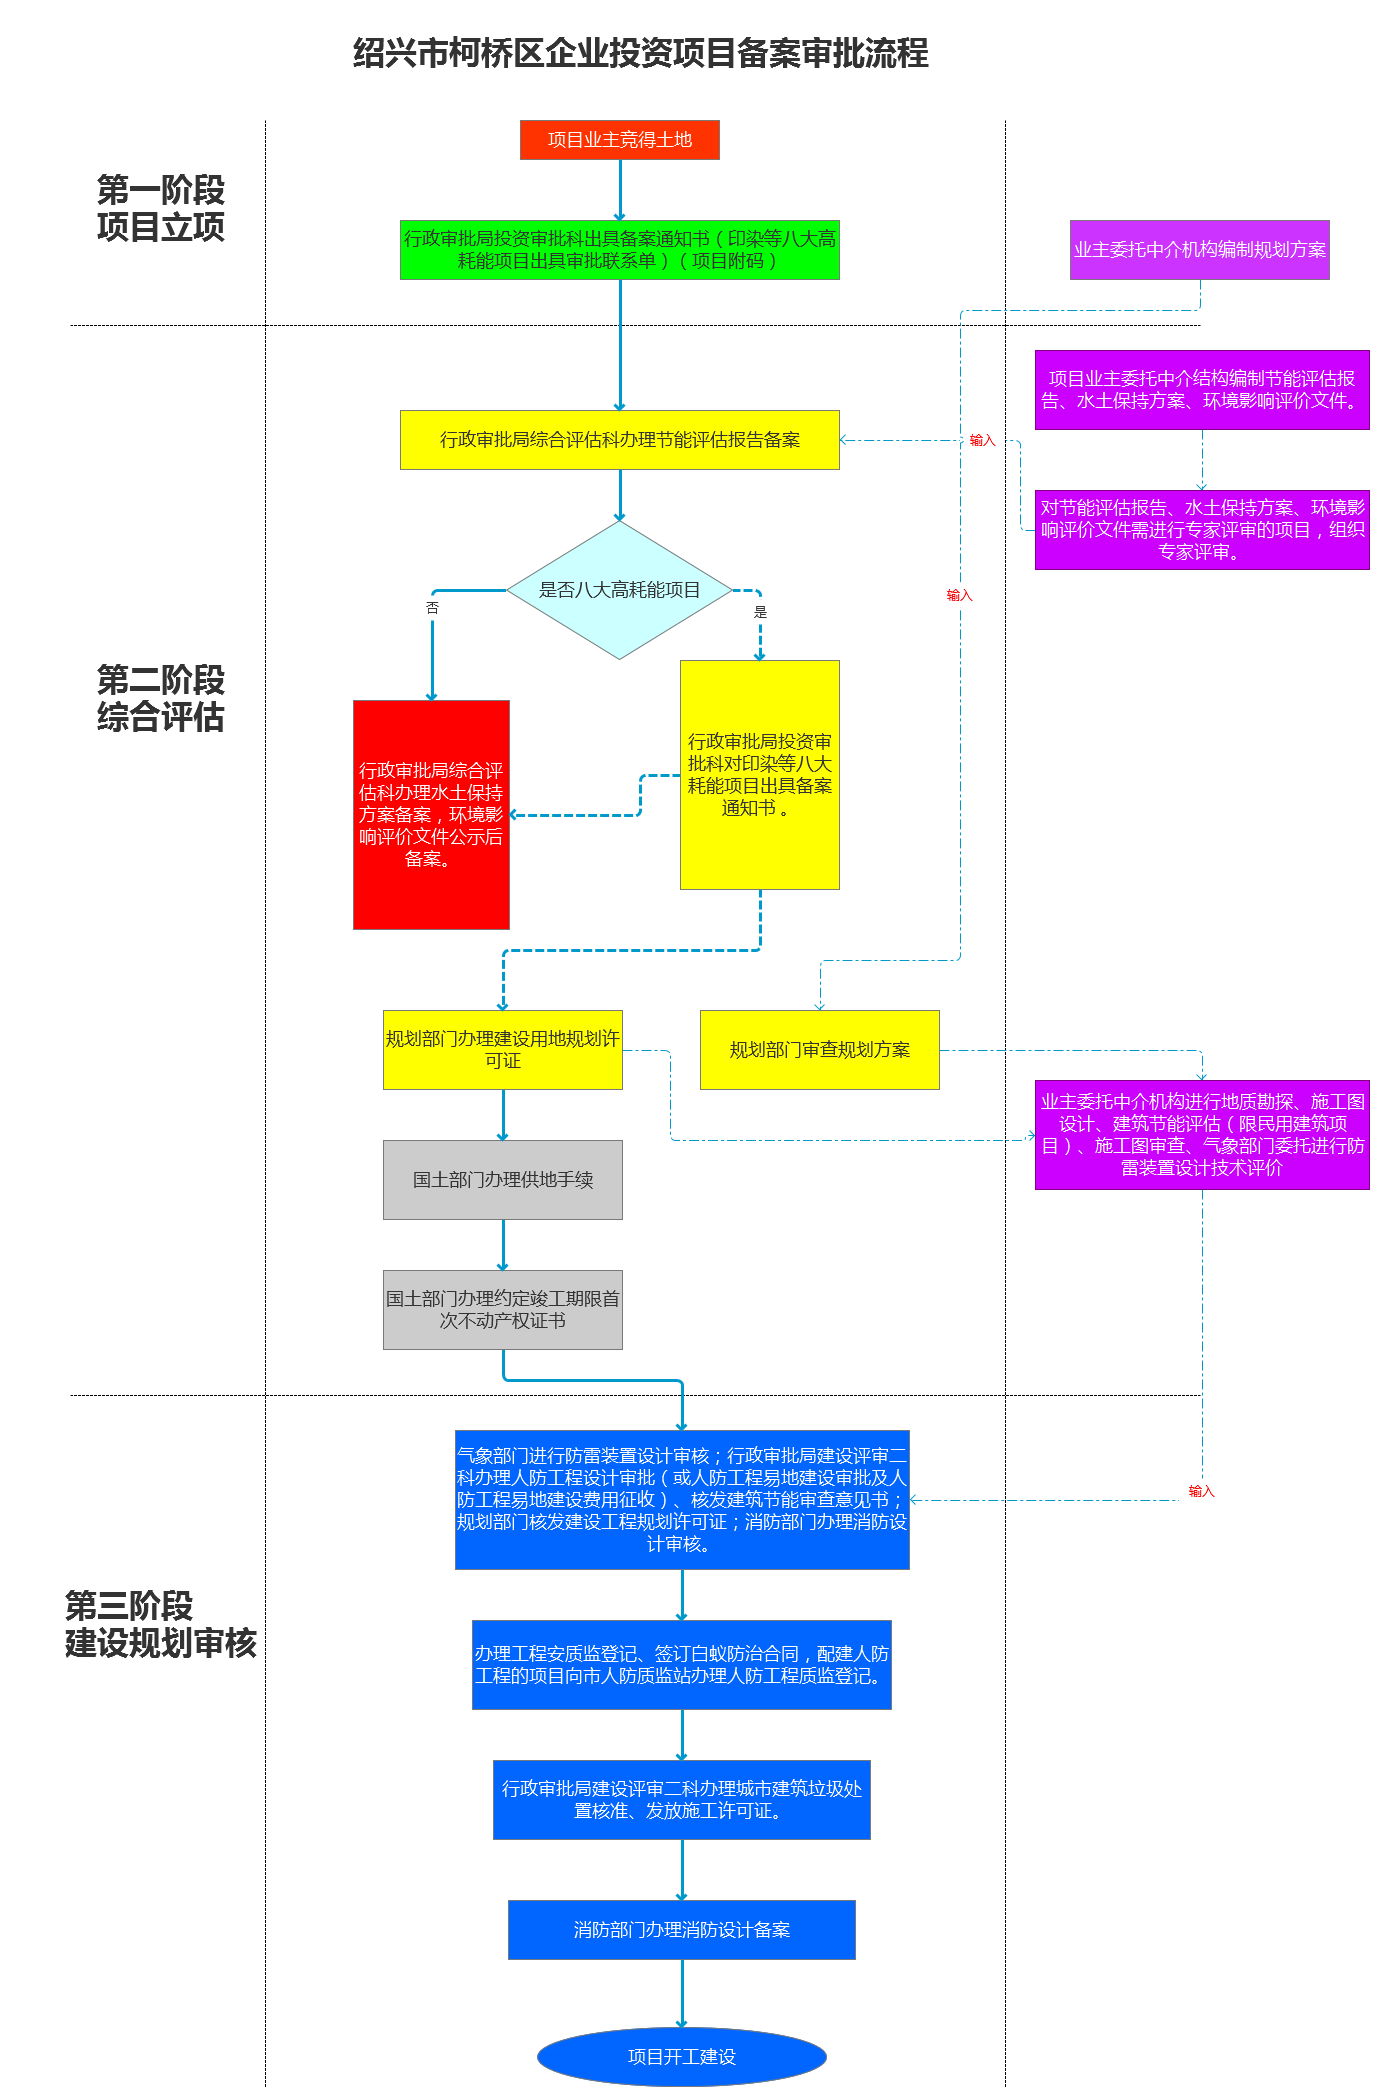 绍兴市柯桥区企业投资项目备案审批流程
第一阶段
项目立项
项目业主竞得土地
行政审批局投资审批科出具备案通知书（印染等八大高
耗能项目出具审批联系单）（项目附码）
业主委托中介机构编制规划方案
项目业主委托中介结构编制节能评估报
告、水土保持方案、环境影响评价文件。
行政审批局综合评估科办理节能评估报告备案
输入
对节能评估报告、水土保持方案、环境影
响评价文件需进行专家评审的项目，组织
专家评审。
是否八大高耗能项目
否
是
输入
第二阶段
综合评估
行政审批局综合评
估科办理水土保持
方案备案，环境影
响评价文件公示后
备案。
行政审批局投资审
批科对印染等八大
耗能项目出具备案
通知书 。
规划部门办理建设用地规划许
可证
规划部门审查规划方案
业主委托中介机构进行地质勘探、施工图
设计、建筑节能评估（限民用建筑项
目）、施工图审查、气象部门委托进行防
雷装置设计技术评价
国土部门办理供地手续
国土部门办理约定竣工期限首
次不动产权证书
气象部门进行防雷装置设计审核；行政审批局建设评审二
科办理人防工程设计审批（或人防工程易地建设审批及人
防工程易地建设费用征收）、核发建筑节能审查意见书；
规划部门核发建设工程规划许可证；消防部门办理消防设
计审核。
输入
第三阶段
建设规划审核
办理工程安质监登记、签订白蚁防治合同，配建人防
工程的项目向市人防质监站办理人防工程质监登记。
行政审批局建设评审二科办理城市建筑垃圾处
置核准、发放施工许可证。
消防部门办理消防设计备案
项目开工建设